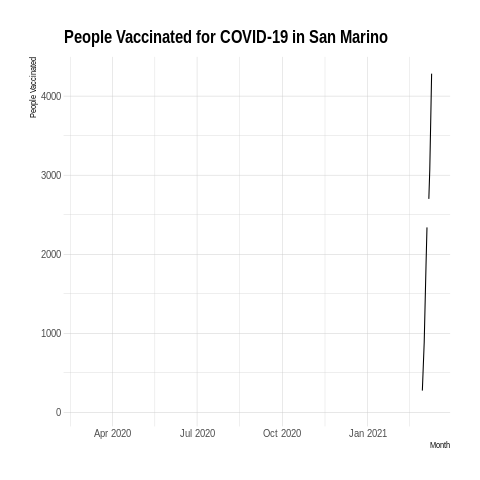 People Vaccinated for COVID-19 in San Marino
People Vaccinated
4000
3000
2000
1000
0
Apr 2020
Jul 2020
Oct 2020
Jan 2021
Month